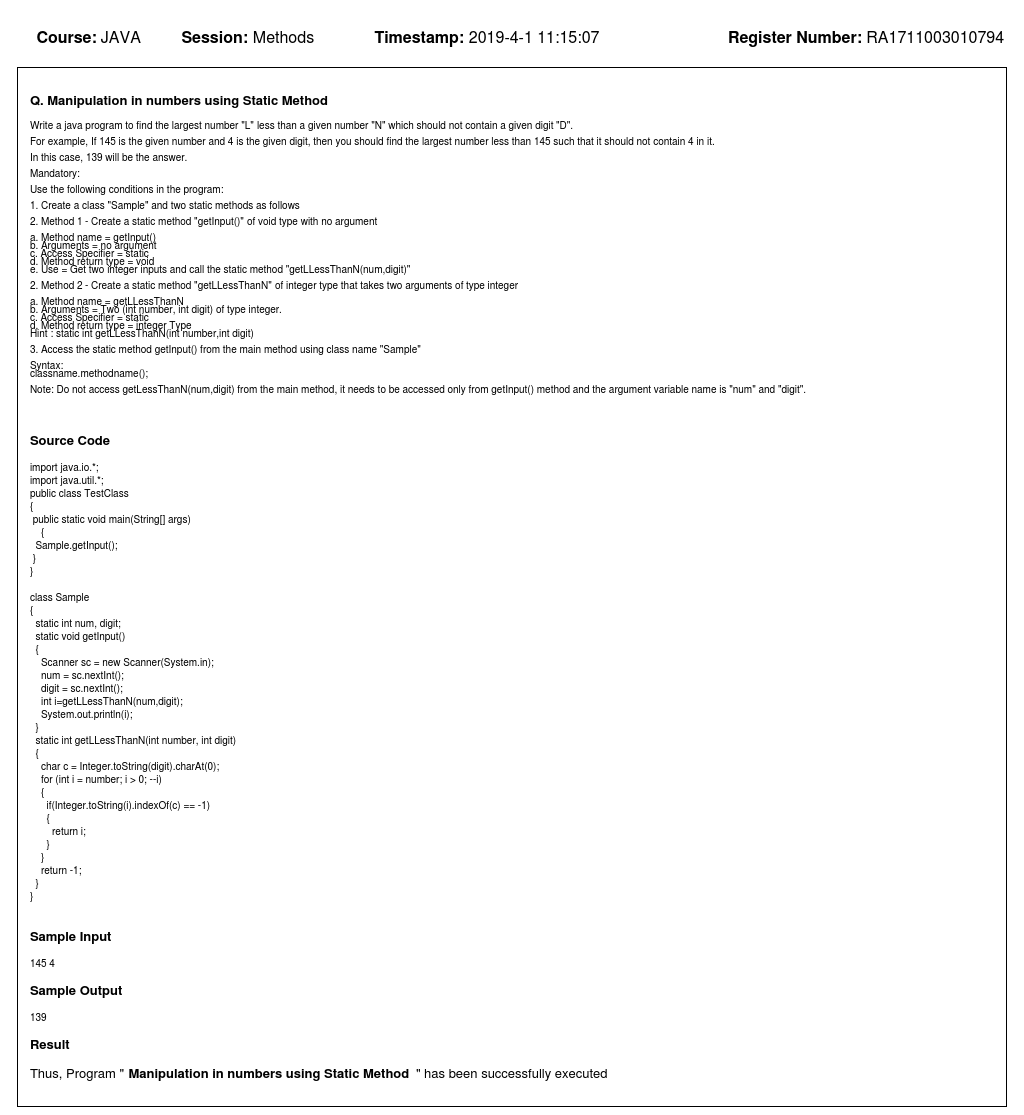 Course: JAVA Session: Methods Timestamp: 2019-4-1 11:15:07 Register Number: RA1711003010794
Q. Manipulation in numbers using Static Method
Write a java program to find the largest number "L" less than a given number "N" which should not contain a given digit "D".
For example, If 145 is the given number and 4 is the given digit, then you should find the largest number less than 145 such that it should not contain 4 in it.
In this case, 139 will be the answer.
Mandatory:
Use the following conditions in the program:
1. Create a class "Sample" and two static methods as follows
2. Method 1 - Create a static method "getInput()" of void type with no argument
a. Method name = getInput()
b. Arguments = no argument
c. Access Specifier = static
d. Method return type = void
e. Use = Get two integer inputs and call the static method "getLLessThanN(num,digit)"
2. Method 2 - Create a static method "getLLessThanN" of integer type that takes two arguments of type integer
a. Method name = getLLessThanN
b. Arguments = Two (int number, int digit) of type integer.
c. Access Specifier = static
d. Method return type = integer Type
Hint : static int getLLessThanN(int number,int digit)
3. Access the static method getInput() from the main method using class name "Sample"
Syntax:
classname.methodname();
Note: Do not access getLessThanN(num,digit) from the main method, it needs to be accessed only from getInput() method and the argument variable name is "num" and "digit".
Source Code
import java.io.*;
import java.util.*;
public class TestClass
{
public static void main(String[] args)
{
Sample.getInput();
}
}
class Sample
{
static int num, digit;
static void getInput()
{
Scanner sc = new Scanner(System.in);
num = sc.nextInt();
digit = sc.nextInt();
int i=getLLessThanN(num,digit);
System.out.println(i);
}
static int getLLessThanN(int number, int digit)
{
char c = Integer.toString(digit).charAt(0);
for (int i = number; i > 0; --i)
{
if(Integer.toString(i).indexOf(c) == -1)
{
return i;
}
}
return -1;
}
}
Sample Input
145 4
Sample Output
139
Result
Thus, Program " Manipulation in numbers using Static Method " has been successfully executed